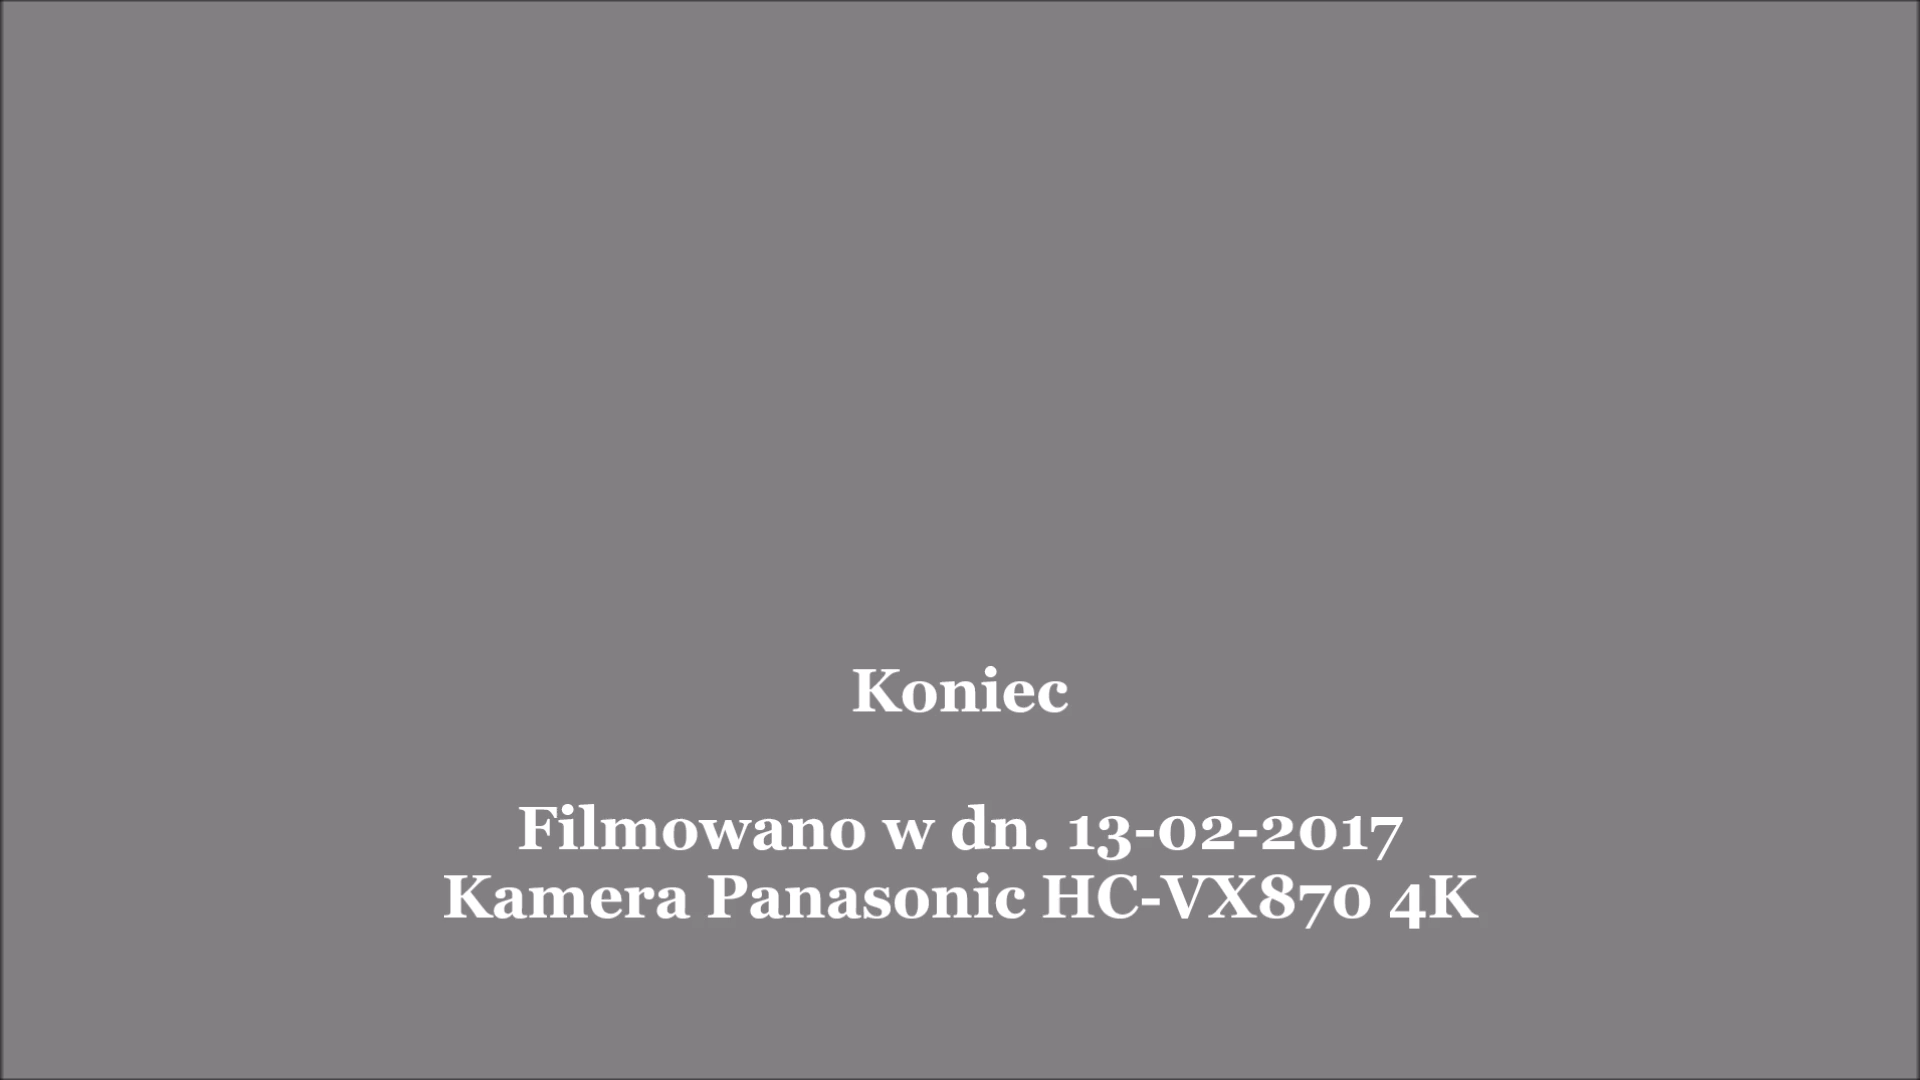 Koniec
Filmowano w dn. 13-02-2017
Kamera Panasonic HC-VX870 4K